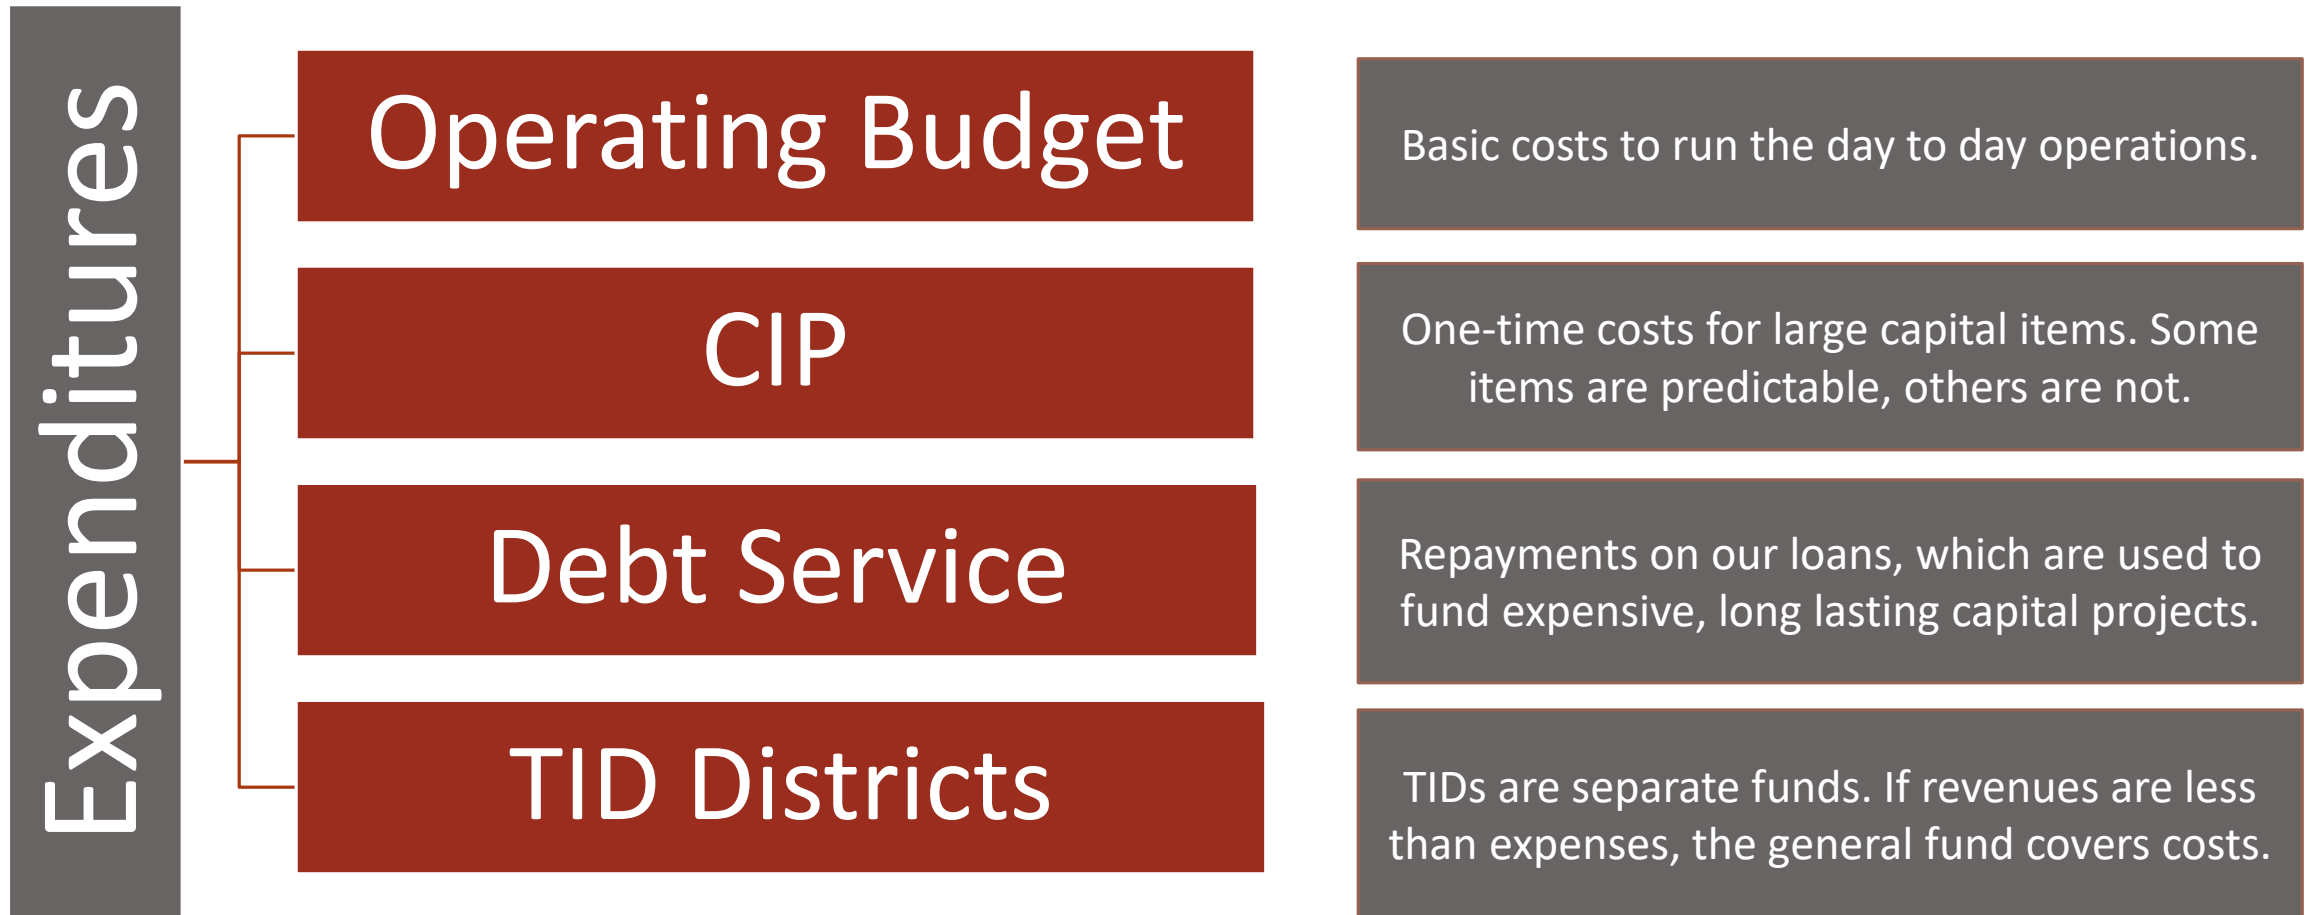 Expenditures
Operating Budget
Basic costs to run the day to day operations.
CIP
One-time costs for large capital items. Some
items are predictable, others are not.
Debt Service
Repayments on our loans, which are used to
fund expensive, long lasting capital projects.
TID Districts
TIDs are separate funds. If revenues are less
than expenses, the general fund covers costs.